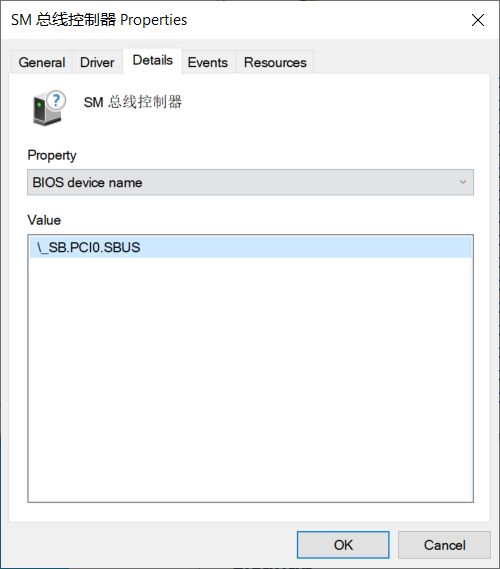 SM 总线控制器 Properties
General Driver Details Events Resources
SM 总线控制器
Property
BIOS device name
Value
\_SB.PCI0.SBUS
OK Cancel